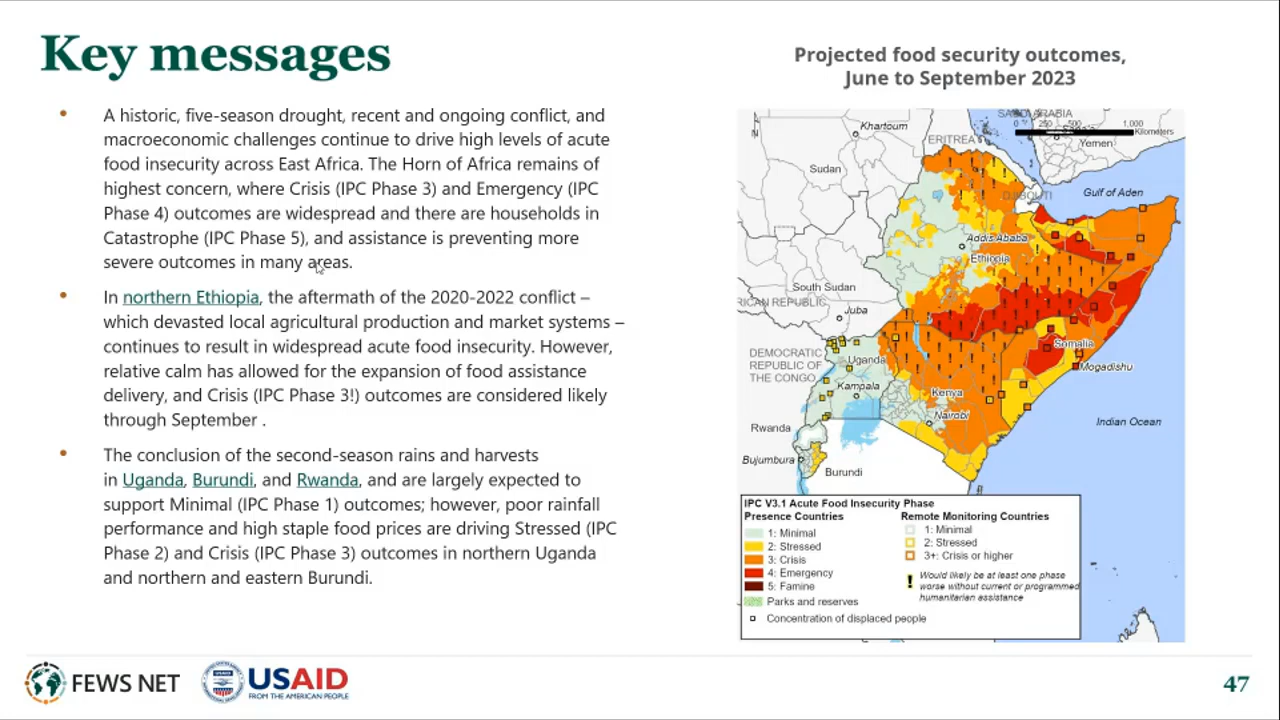 Key messages
• A historic, five-season drought, recent and ongoing conflict, and
macroeconomic challenges continue to drive high levels of acute
food insecurity across East Africa. The Horn of Africa remains of
highest concern, where Crisis (IPC Phase 3) and Emergency (IPC
Phase 4) outcomes are widespread and there are households in
Catastrophe (IPC Phase 5), and assistance is preventing more
severe outcomes in many areas.
• In northern Ethiopia, the aftermath of the 2020-2022 conflict –
which devasted local agricultural production and market systems –
continues to result in widespread acute food insecurity. However,
relative calm has allowed for the expansion of food assistance
delivery, and Crisis (IPC Phase 3!) outcomes are considered likely
through September .
• The conclusion of the second-season rains and harvests
in Uganda, Burundi, and Rwanda, and are largely expected to
support Minimal (IPC Phase 1) outcomes; however, poor rainfall
performance and high staple food prices are driving Stressed (IPC
Phase 2) and Crisis (IPC Phase 3) outcomes in northern Uganda
and northern and eastern Burundi.
Projected food security outcomes,
June to September 2023
SAUDI ARABIA
0 250 500 1,000
Kilometers
N
Khartoum
ERITREA
Yemen
Sudan
Gulf of Aden
DJIBOUTI
Addis Ababa
Ethiopia
South Sudan
RICAN REPUBLIC
Juba
Somalia
DEMOCRATIC
REPUBLIC OF
THE CONGO
Uganda
Mogadishu
Kampala
Kenya
Nairobi
Indian Ocean
Rwanda
Bujumbura
Burundi
IPC V3.1 Acute Food Insecurity Phase
Presence Countries
1: Minimal
2: Stressed
3: Crisis
4: Emergency
5: Famine
Parks and reserves
Concentration of displaced people
Remote Monitoring Countries
1: Minimal
2: Stressed
3+: Crisis or higher
! Would likely be at least one phase
worse without current or programmed
humanitarian assistance
FEWS NET
USAID
FROM THE AMERICAN PEOPLE
47